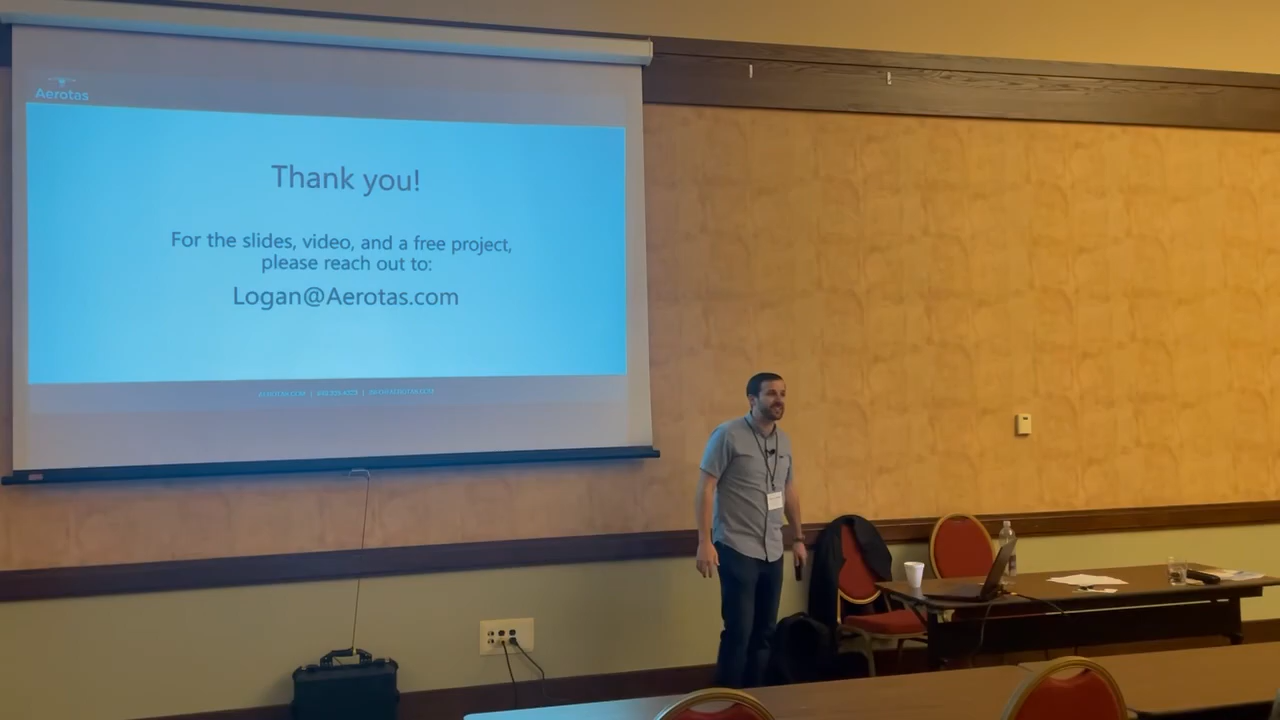 Aerotas
Thank you!
For the slides, video, and a free project,
please reach out to:
Logan@Aerotas.com